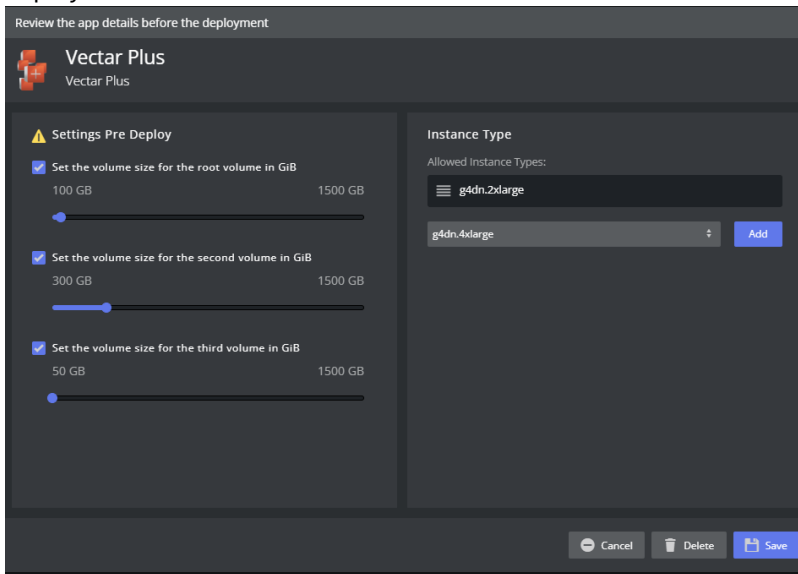 Review the app details before the deployment
Vectar Plus
Vectar Plus
Settings Pre Deploy
Set the volume size for the root volume in GiB
100 GB 1500 GB
Set the volume size for the second volume in GiB
300 GB 1500 GB
Set the volume size for the third volume in GiB
50 GB 1500 GB
Instance Type
Allowed Instance Types:
g4dn.2xlarge
g4dn.4xlarge Add
Cancel Delete Save